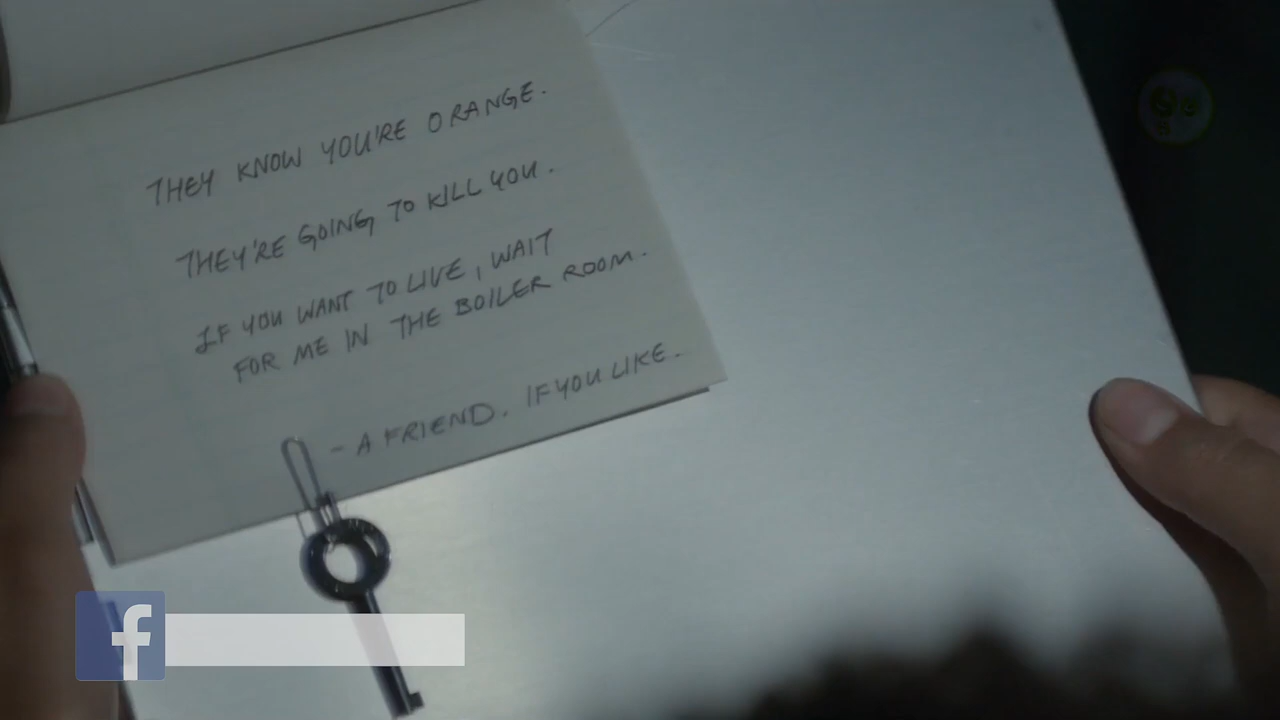 THEY KNOW YOU'RE ORANGE.
THEY'RE GOING TO KILL YOU.
IF YOU WANT TO LIVE, WAIT
FOR ME IN THE BOILER ROOM.
- A FRIEND. IF YOU LIKE.
f